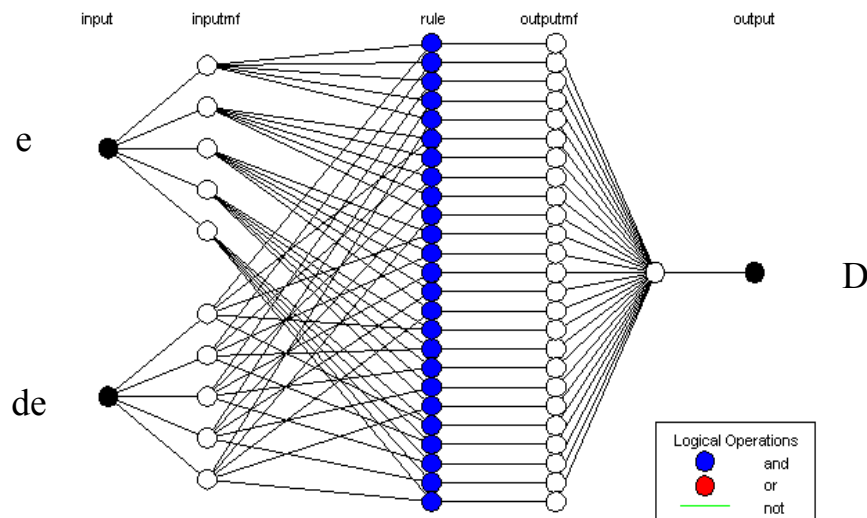 input inputmf rule outputmf output
e
D
de
Logical Operations
and
or
not